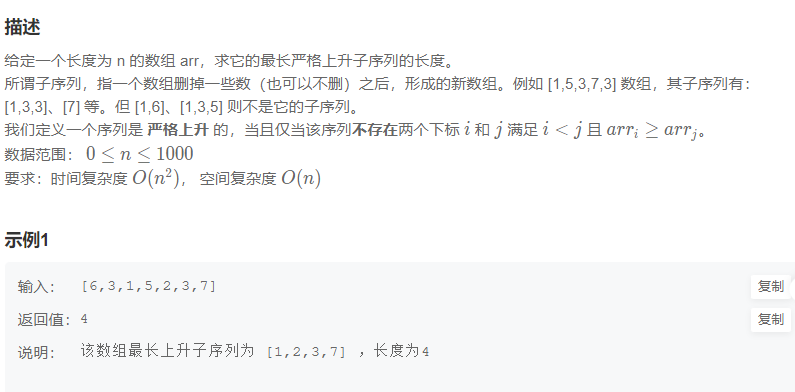 描述
给定一个长度为 n 的数组 arr，求它的最长严格上升子序列的长度。
所谓子序列，指一个数组删掉一些数（也可以不删）之后，形成的新数组。例如 [1,5,3,7,3] 数组，其子序列有：
[1,3,3]、[7] 等。但 [1,6]、[1,3,5] 则不是它的子序列。
我们定义一个序列是 严格上升 的，当且仅当该序列不存在两个下标 i 和 j 满足 i < j 且 arrᵢ ≥ arrⱼ。
数据范围： 0 ≤ n ≤ 1000
要求：时间复杂度 O(n²)， 空间复杂度 O(n)
示例1
输入： [6,3,1,5,2,3,7] 复制
返回值：4 复制
说明： 该数组最长上升子序列为 [1,2,3,7] ，长度为4